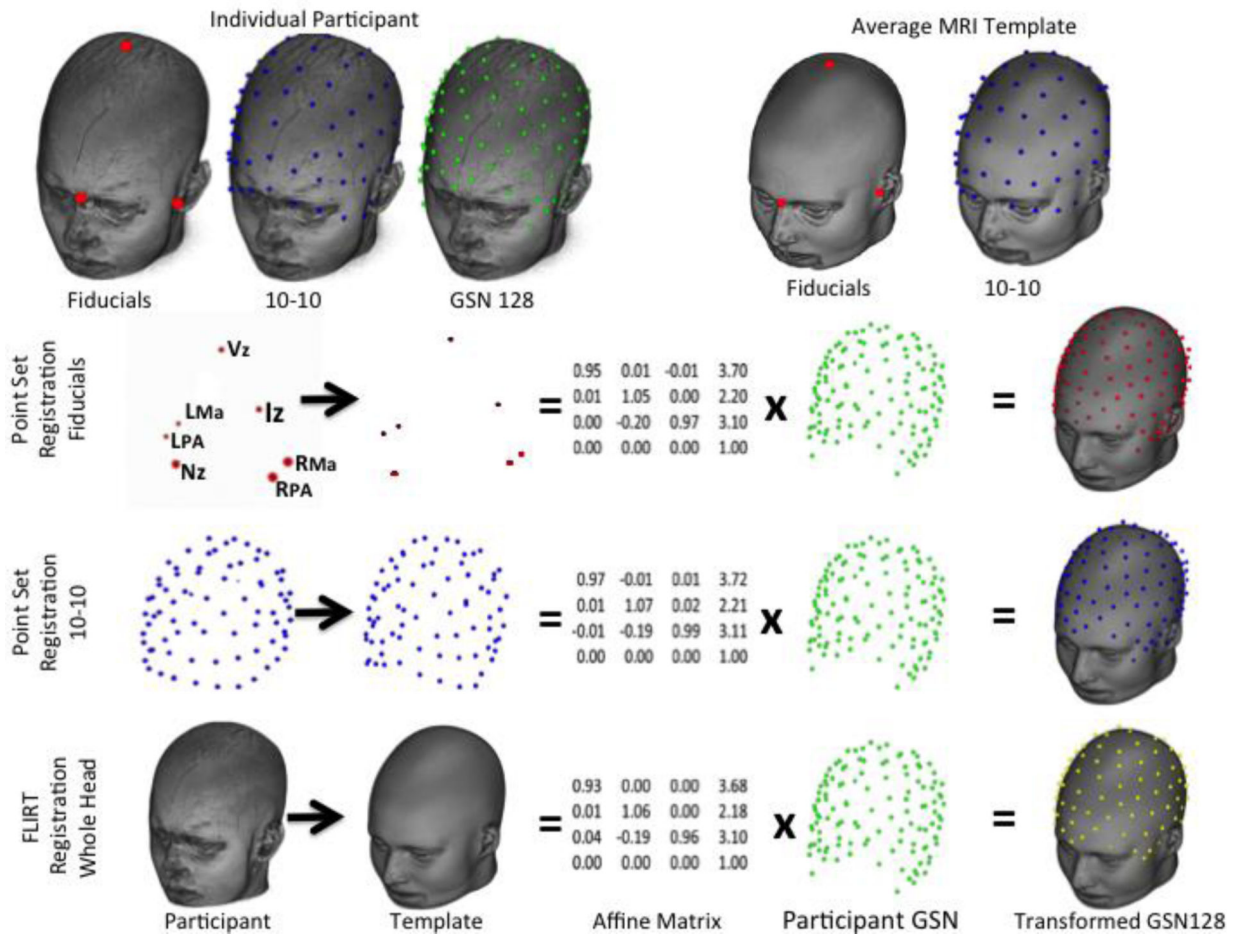 Individual Participant
Average MRI Template
Fiducials
10-10
GSN 128
Fiducials
10-10
Point Set
Registration
Fiducials
Vz
LMa
Iz
LPA
Nz
RMa
RPA
=
0.95 0.01 -0.01 3.70
0.01 1.05 0.00 2.20
0.00 -0.20 0.97 3.10
0.00 0.00 0.00 1.00
X
=
Point Set
Registration
10-10
=
0.97 -0.01 0.01 3.72
0.01 1.07 0.02 2.21
-0.01 -0.19 0.99 3.11
0.00 0.00 0.00 1.00
X
=
FLIRT
Registration
Whole Head
=
0.93 0.00 0.00 3.68
0.01 1.06 0.00 2.18
0.04 -0.19 0.96 3.10
0.00 0.00 0.00 1.00
X
=
Participant
Template
Affine Matrix
Participant GSN
Transformed GSN128